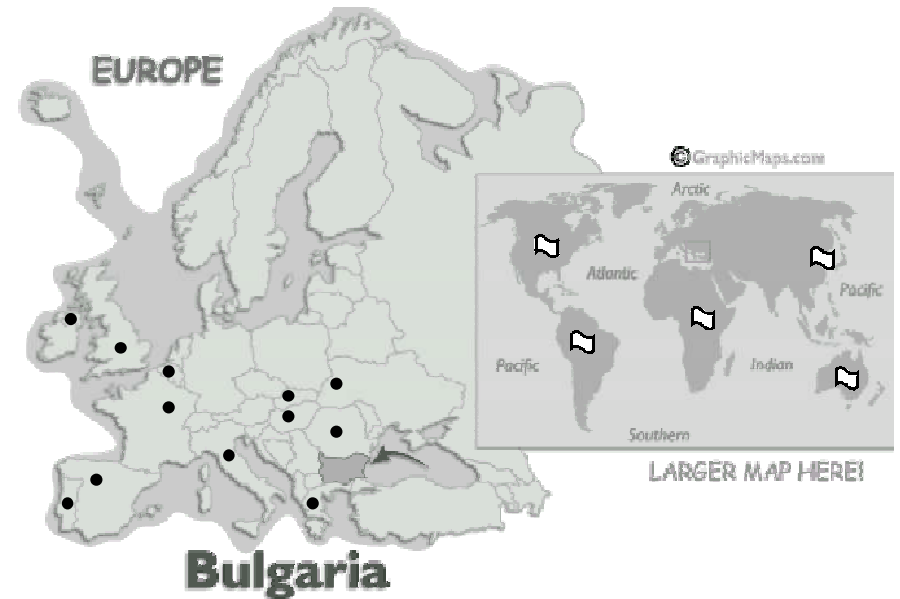 EUROPE
©GraphicMaps.com
Arctic
Atlantic
Pacific
Pacific
Indian
Southern
LARGER MAP HERE!
Bulgaria